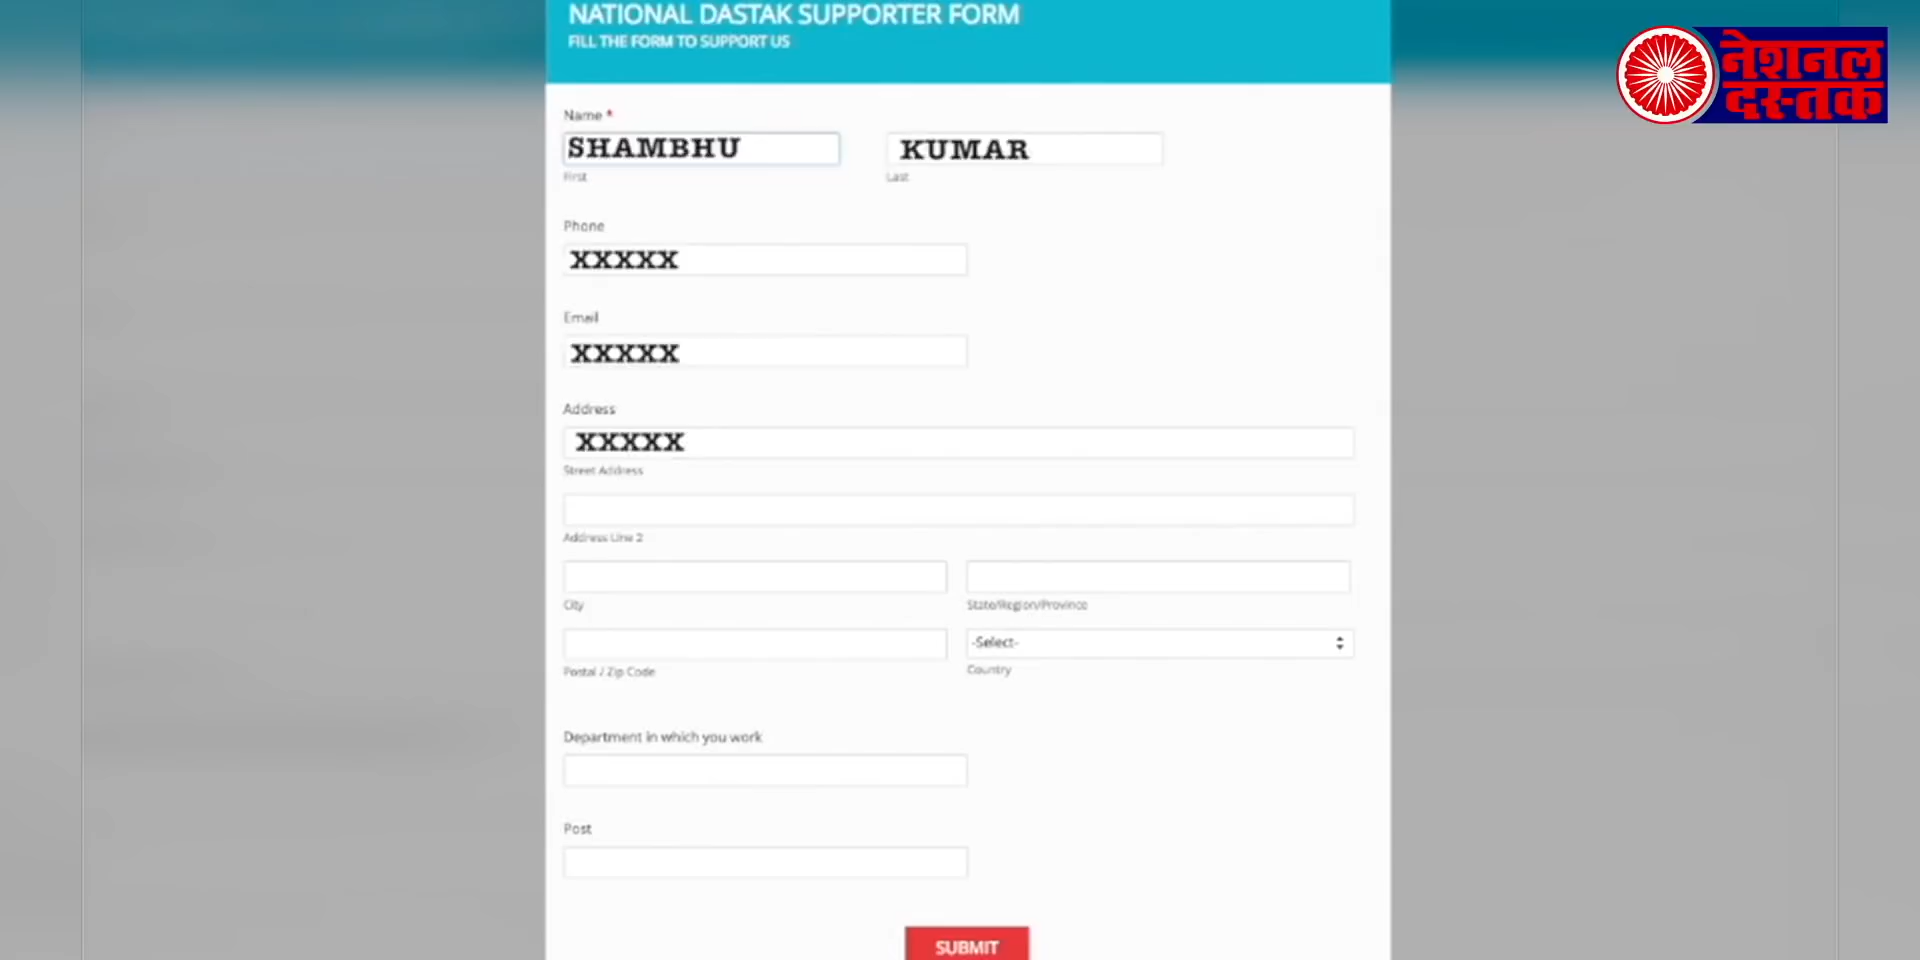 NATIONAL DASTAK SUPPORTER FORM
FILL THE FORM TO SUPPORT US
नेशनल
दस्तक
Name *
SHAMBHU KUMAR
First Last
Phone
XXXXX
Email
XXXXX
Address
XXXXX
Street Address
Address Line 2
City State/Region/Province
-Select-
Postal / Zip Code Country
Department in which you work
Post
SUBMIT